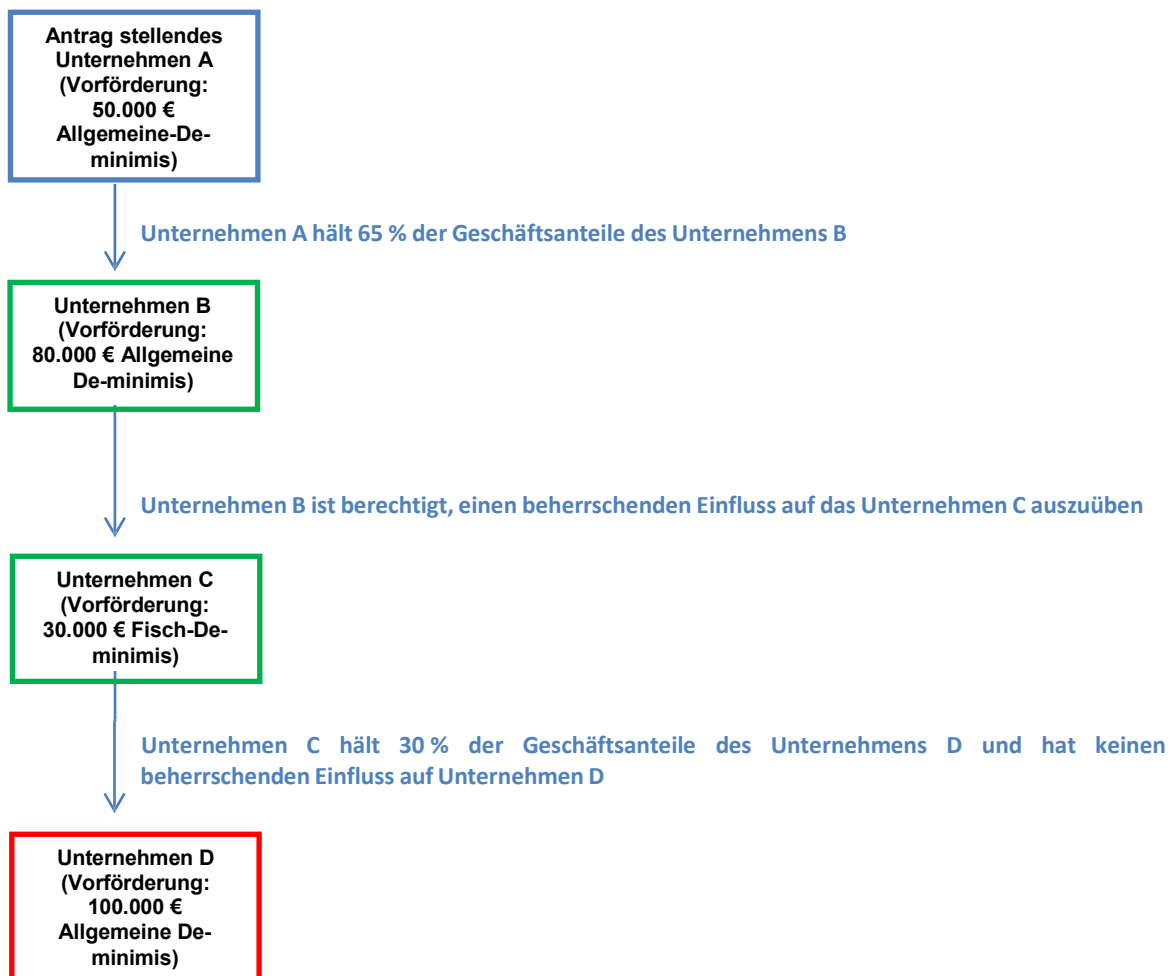 Antrag stellendes
Unternehmen A
(Vorförderung:
50.000 €
Allgemeine-De-
minimis)
Unternehmen A hält 65 % der Geschäftsanteile des Unternehmens B
Unternehmen B
(Vorförderung:
80.000 € Allgemeine
De-minimis)
Unternehmen B ist berechtigt, einen beherrschenden Einfluss auf das Unternehmen C auszuüben
Unternehmen C
(Vorförderung:
30.000 € Fisch-De-
minimis)
Unternehmen C hält 30 % der Geschäftsanteile des Unternehmens D und hat keinen
beherrschenden Einfluss auf Unternehmen D
Unternehmen D
(Vorförderung:
100.000 €
Allgemeine De-
minimis)